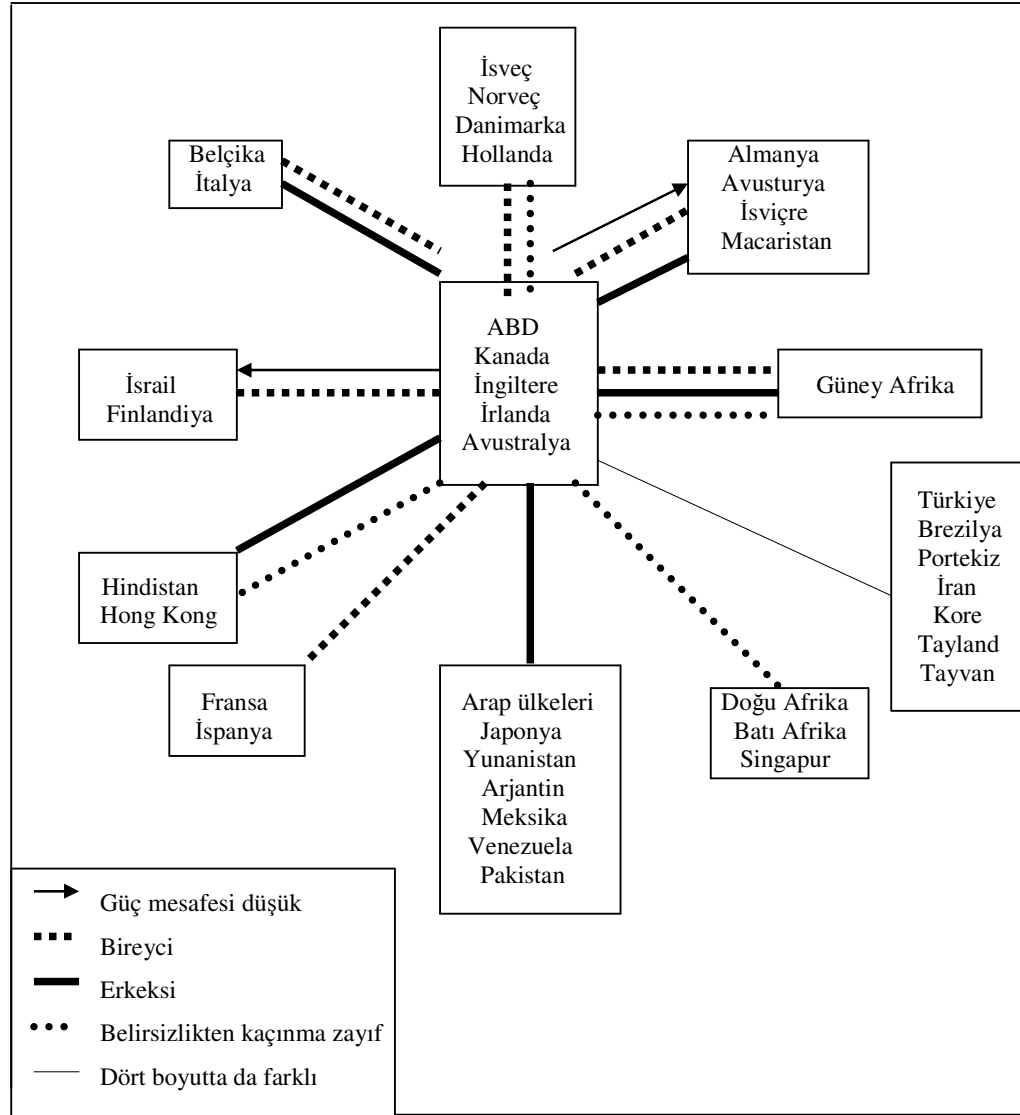 İsveç
Norveç
Danimarka
Hollanda
Belçika
İtalya
Almanya
Avusturya
İsviçre
Macaristan
ABD
Kanada
İngiltere
İrlanda
Avustralya
İsrail
Finlandiya
Güney Afrika
Türkiye
Brezilya
Portekiz
İran
Kore
Tayland
Tayvan
Hindistan
Hong Kong
Fransa
İspanya
Arap ülkeleri
Japonya
Yunanistan
Arjantin
Meksika
Venezuela
Pakistan
Doğu Afrika
Batı Afrika
Singapur
Güç mesafesi düşük
Bireyci
Erkeksi
Belirsizlikten kaçınma zayıf
Dört boyutta da farklı